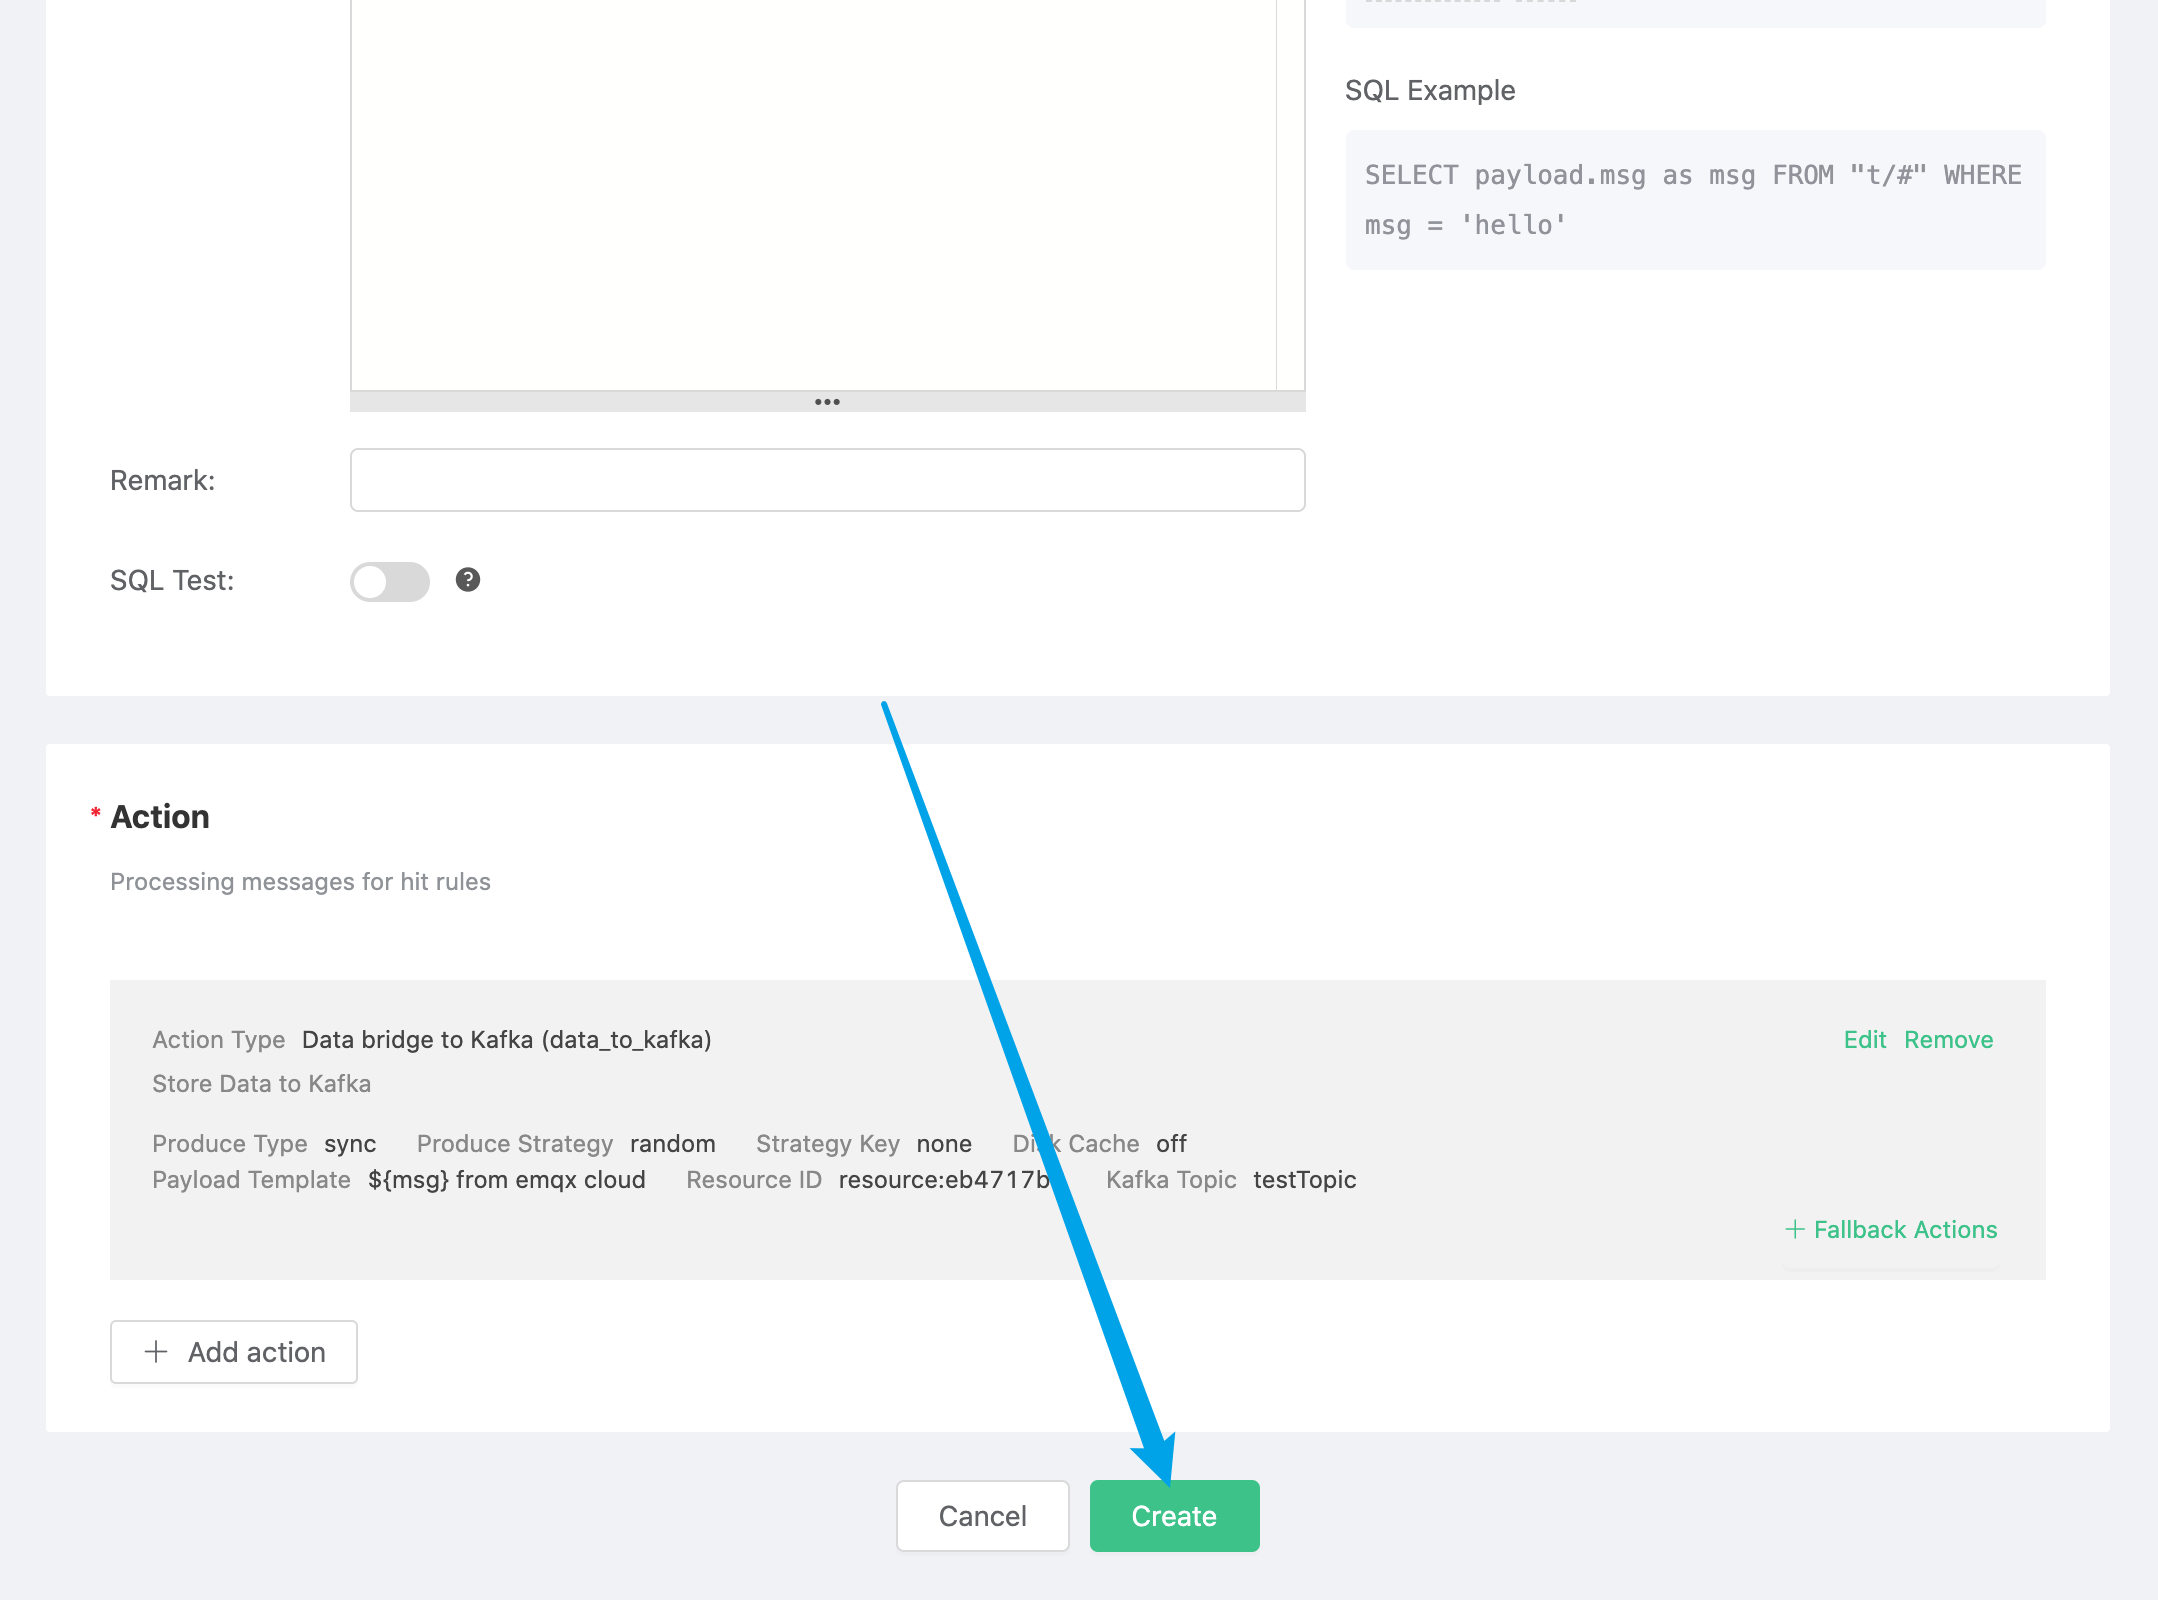 SQL Example
SELECT payload.msg as msg FROM "t/#" WHERE
msg = 'hello'
Remark:
SQL Test:
* Action
Processing messages for hit rules
Action Type Data bridge to Kafka (data_to_kafka) Edit Remove
Store Data to Kafka
Produce Type sync Produce Strategy random Strategy Key none Disk Cache off
Payload Template ${msg} from emqx cloud Resource ID resource:eb4717b Kafka Topic testTopic
+ Fallback Actions
+ Add action
Cancel Create